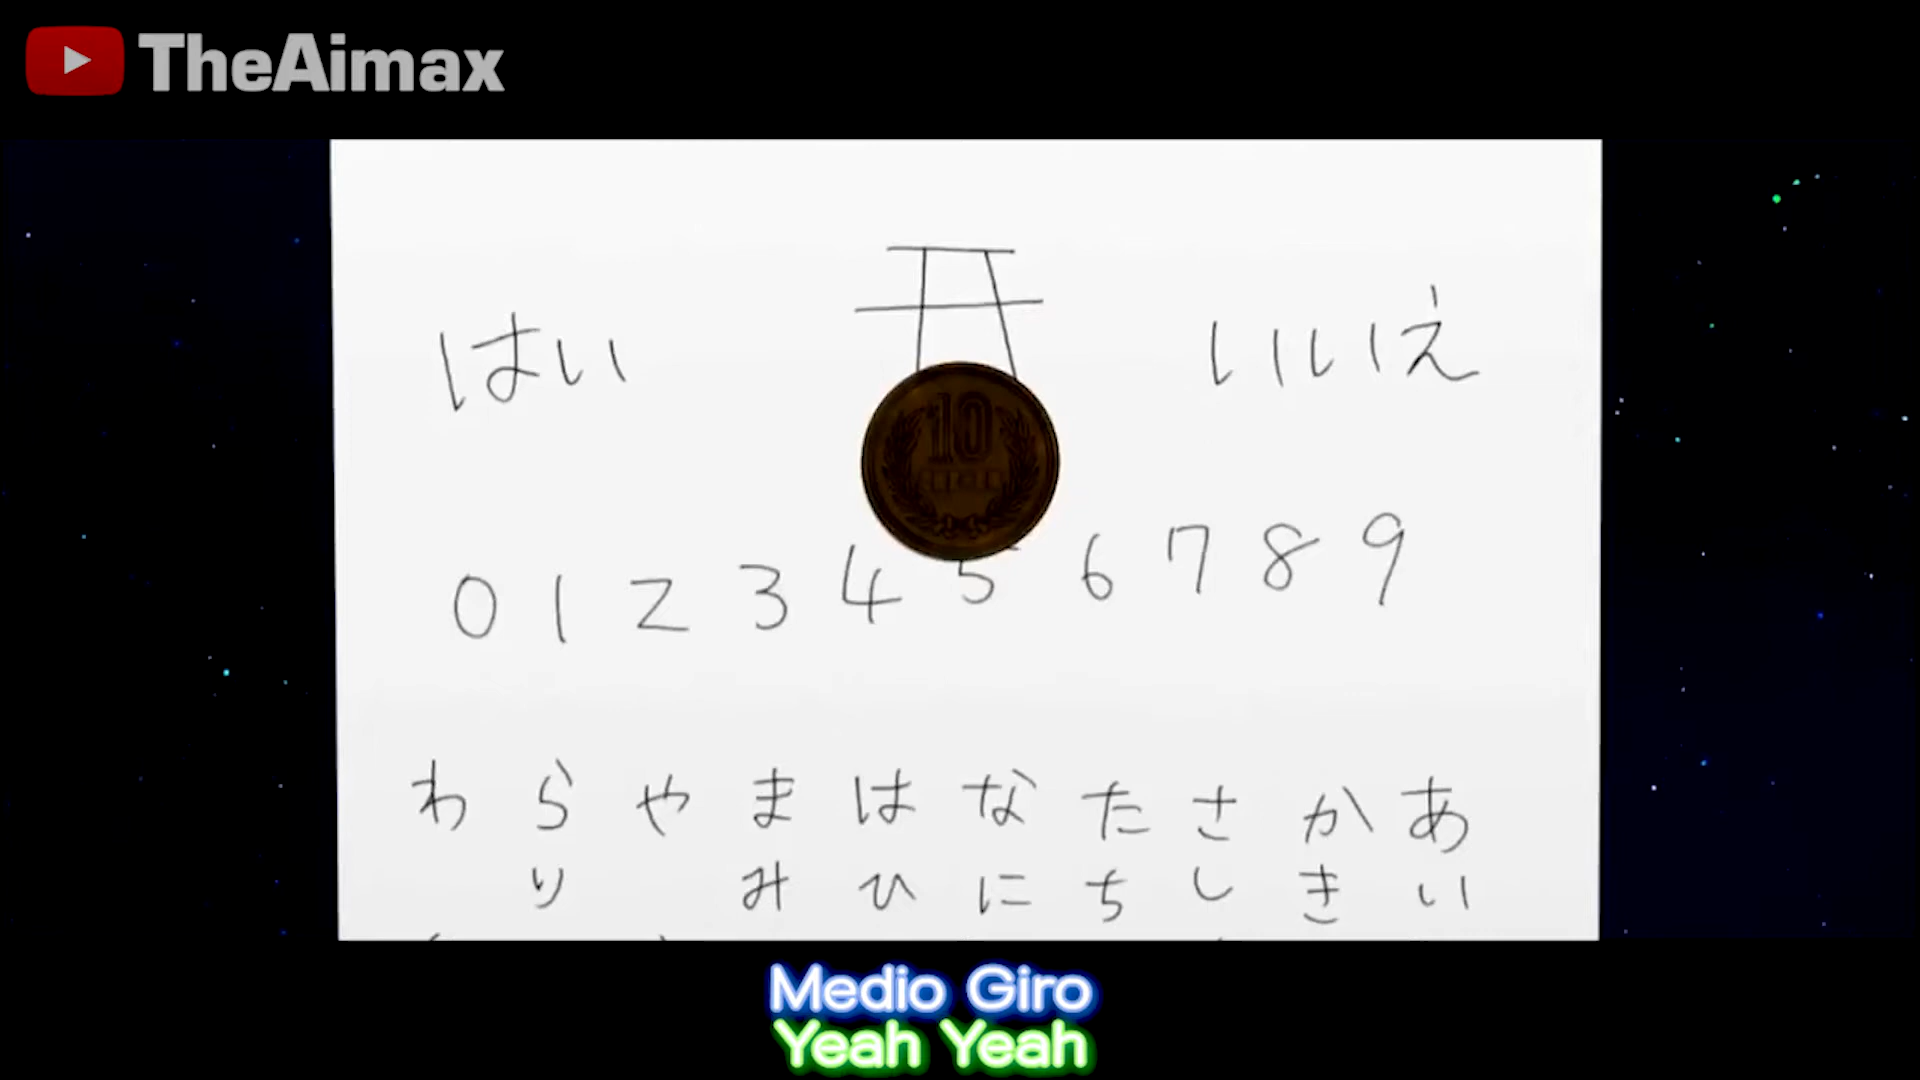 TheAimax
はい いいえ
10
0 1 2 3 4 5 6 7 8 9
わ ら や ま は な た さ か あ
り み ひ に ち し き い
Medio Giro
Yeah Yeah